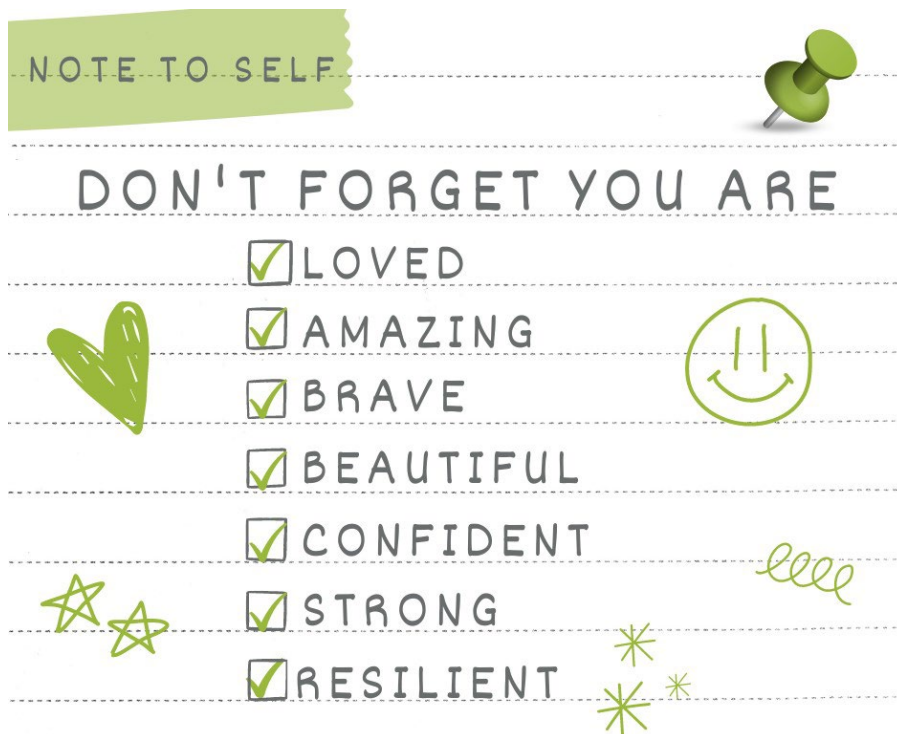 NOTE TO SELF
DON'T FORGET YOU ARE
LOVED
AMAZING
BRAVE
BEAUTIFUL
CONFIDENT
STRONG
RESILIENT